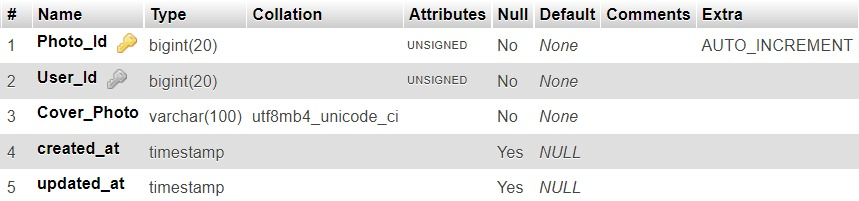 # Name Type Collation Attributes Null Default Comments Extra
1 Photo_Id bigint(20) UNSIGNED No None AUTO_INCREMENT
2 User_Id bigint(20) UNSIGNED No None
3 Cover_Photo varchar(100) utf8mb4_unicode_ci No None
4 created_at timestamp Yes NULL
5 updated_at timestamp Yes NULL